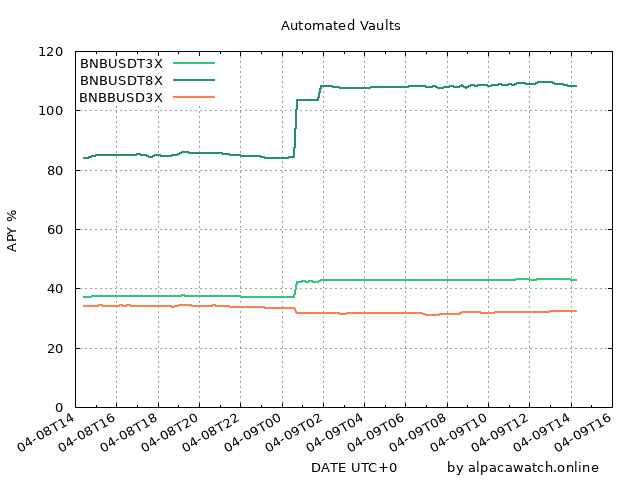 Automated Vaults
BNBUSDT3X
BNBUSDT8X
BNBBUSD3X
APY %
120
100
80
60
40
20
0
04-08T14
04-08T16
04-08T18
04-08T20
04-08T22
04-09T00
04-09T02
04-09T04
04-09T06
04-09T08
04-09T10
04-09T12
04-09T14
04-09T16
DATE UTC+0
by alpacawatch.online